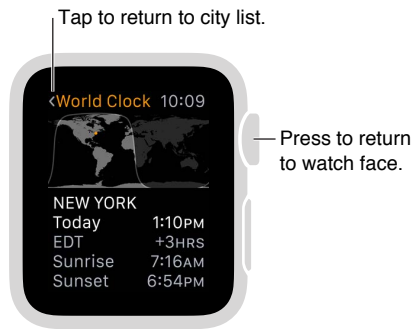 Tap to return to city list.
<World Clock 10:09
Press to return
to watch face.
NEW YORK
Today 1:10PM
EDT +3HRS
Sunrise 7:16AM
Sunset 6:54PM